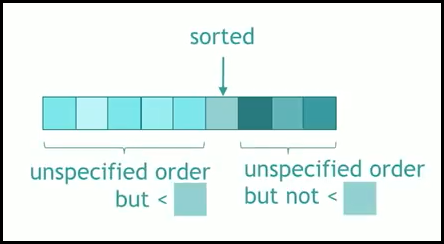 sorted
unspecified order
but <
unspecified order
but not <